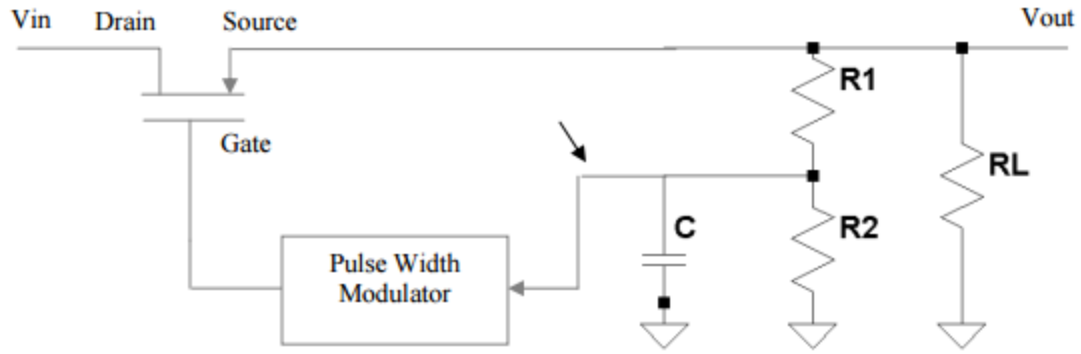 Vin
Drain
Source
Vout
R1
Gate
RL
C
R2
Pulse Width
Modulator